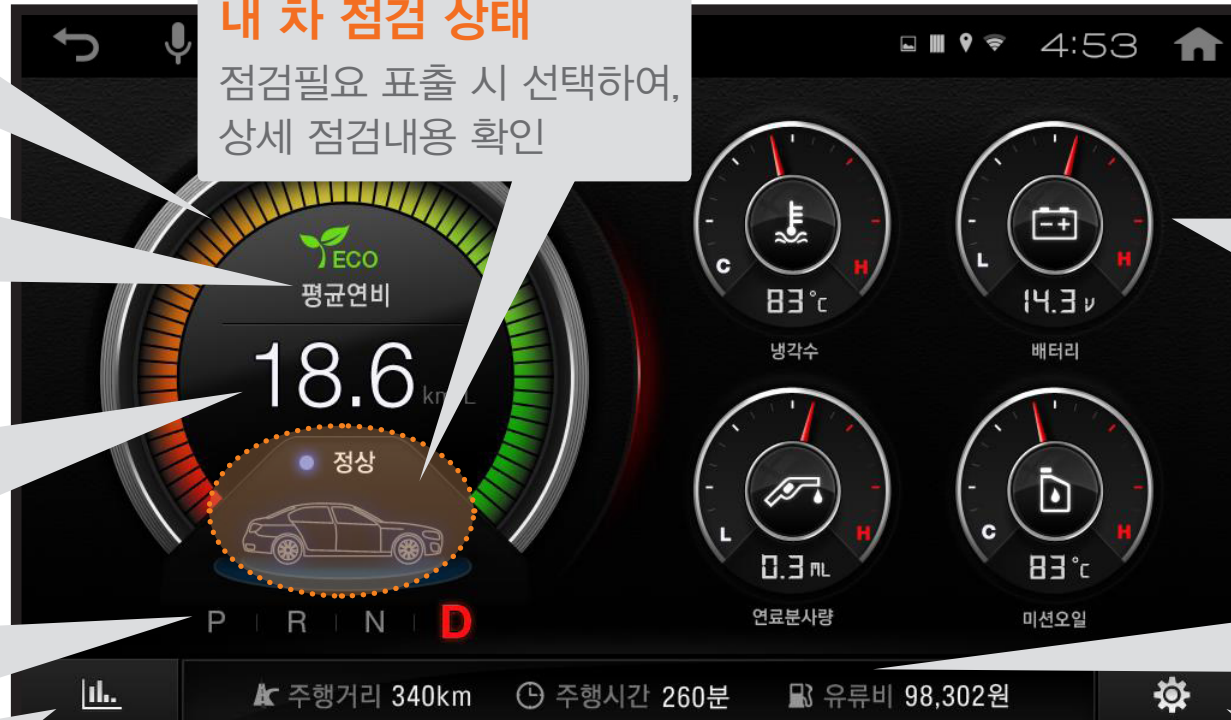 내 차 점검 상태
점검필요 표출 시 선택하여,
상세 점검내용 확인
4:53
ECO
평균연비
18.6
정상
P R N D
C H
83°c
냉각수
L H
14.3 v
배터리
L H
0.3 ML
연료분사량
C H
83°c
미션오일
주행거리 340km 주행시간 260분 유류비 98,302원